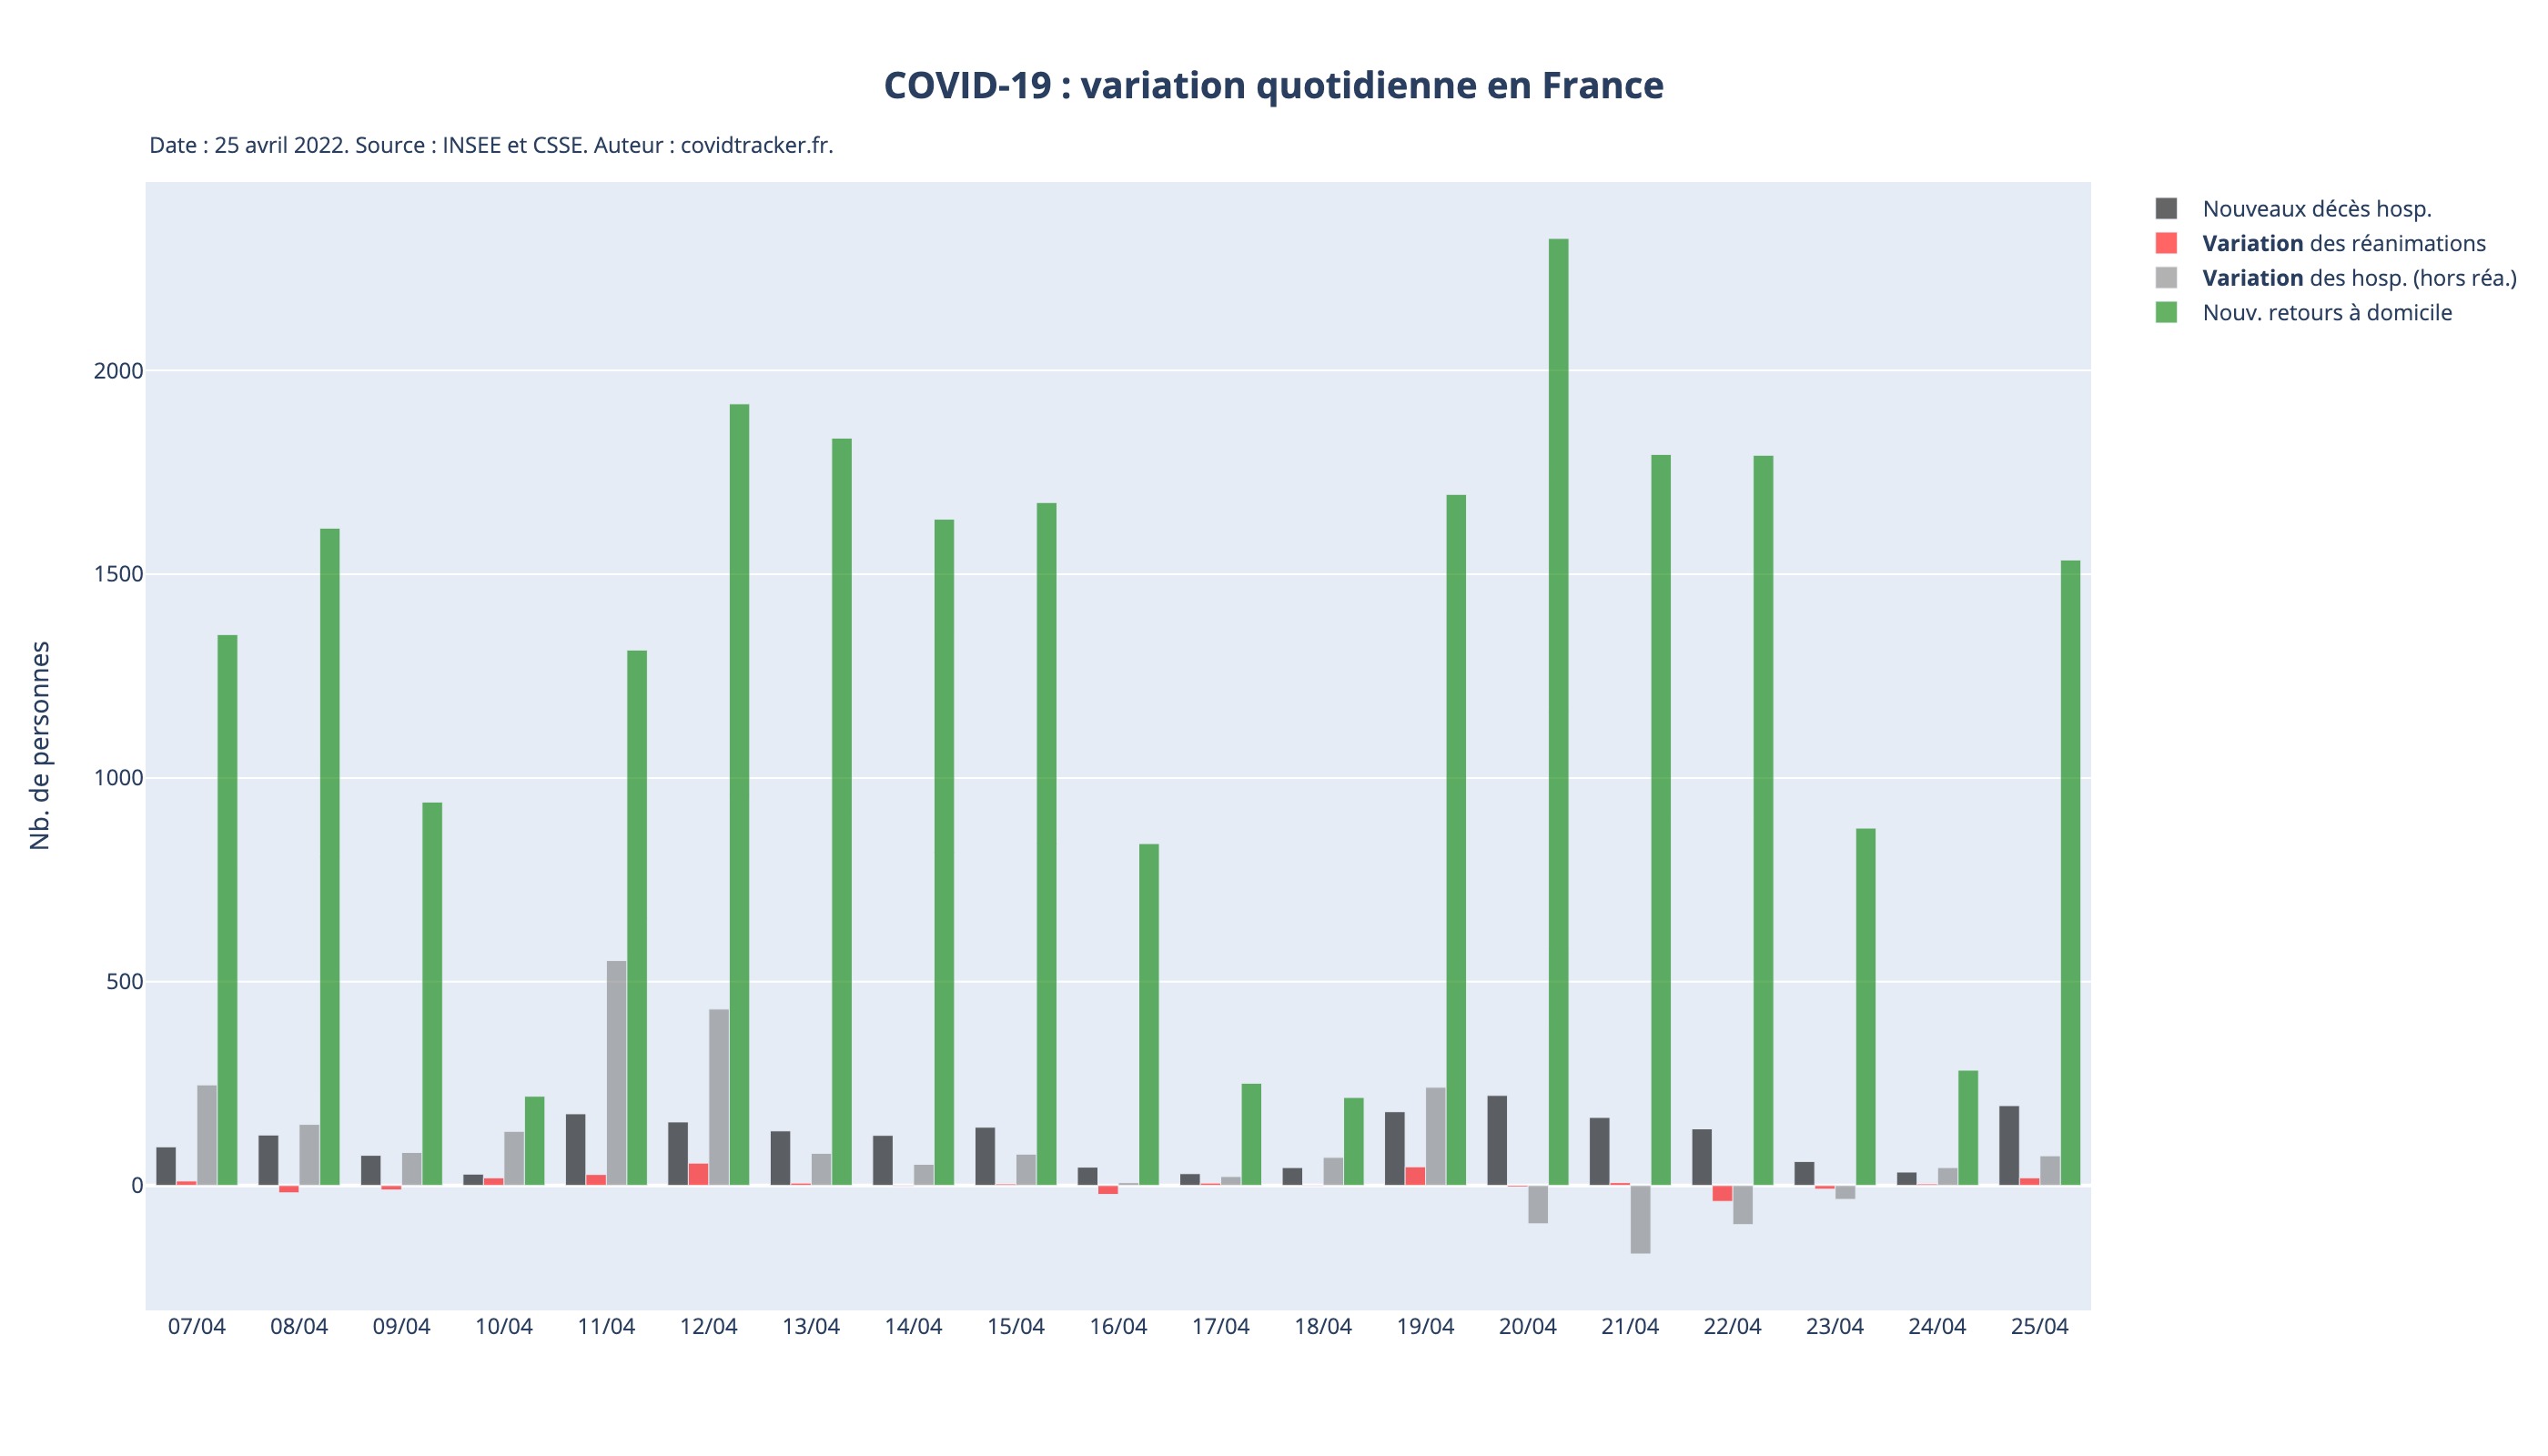 COVID-19 : variation quotidienne en France
Date : 25 avril 2022. Source : INSEE et CSSE. Auteur : covidtracker.fr.
Nouveaux décès hosp.
Variation des réanimations
Variation des hosp. (hors réa.)
Nouv. retours à domicile
Nb. de personnes
2000
1500
1000
500
0
07/04 08/04 09/04 10/04 11/04 12/04 13/04 14/04 15/04 16/04 17/04 18/04 19/04 20/04 21/04 22/04 23/04 24/04 25/04